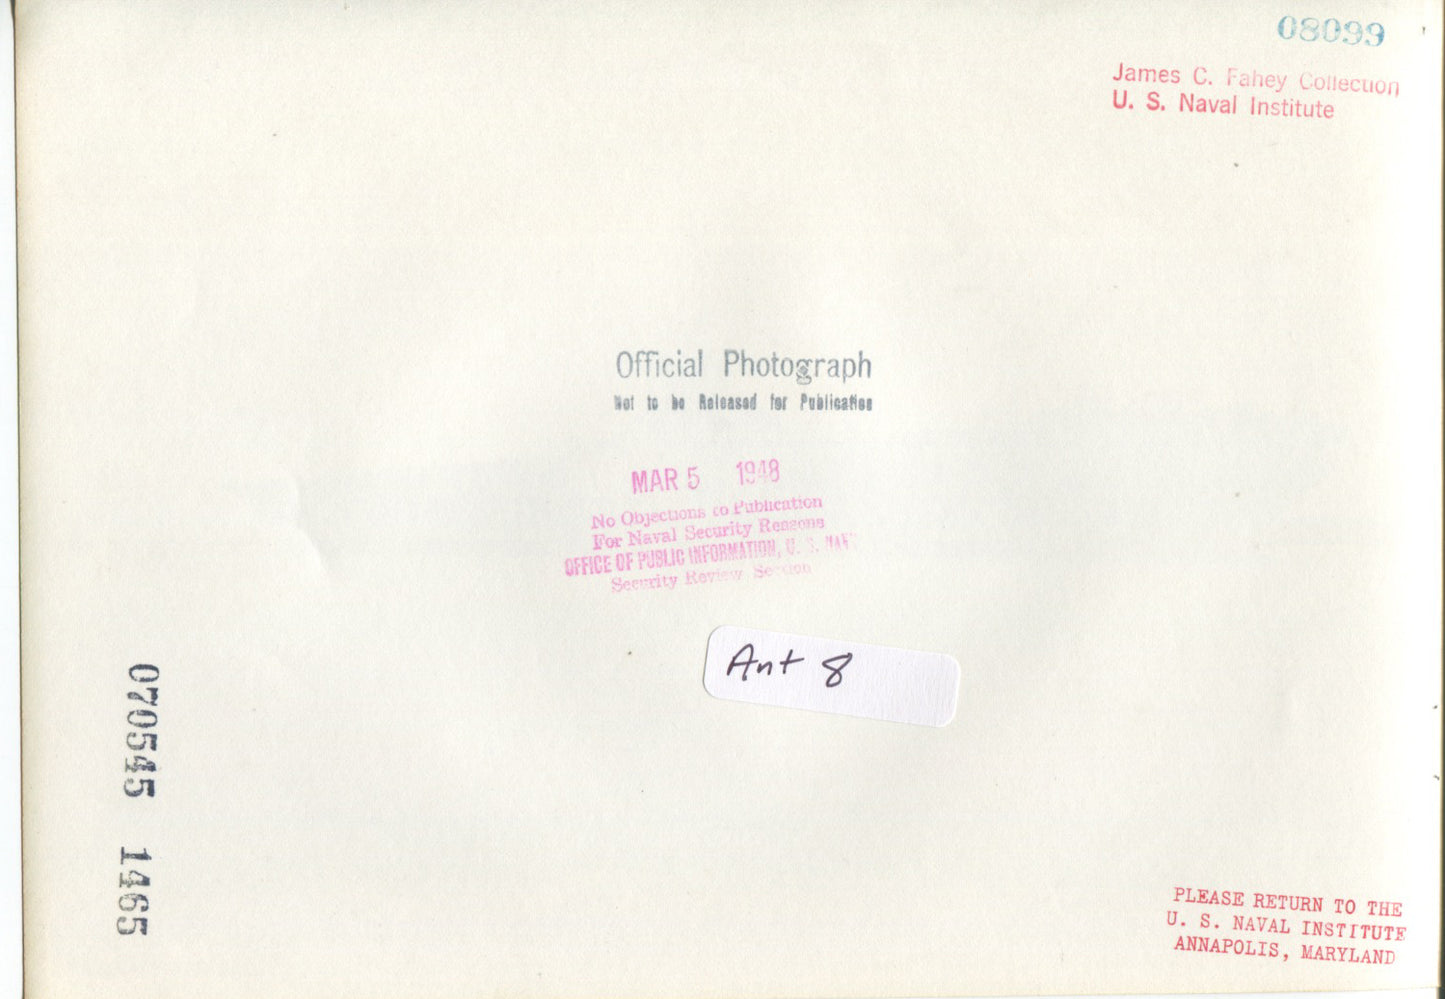 08099
James C. Fahey Collection
U. S. Naval Institute
Official Photograph
Not to be Released for Publication
MAR 5 1948
No Objections to Publication
For Naval Security Reasons
OFFICE OF PUBLIC INFORMATION, U. S. NAVY
Security Review Section
Ant 8
070545 1465
PLEASE RETURN TO THE
U. S. NAVAL INSTITUTE
ANNAPOLIS, MARYLAND